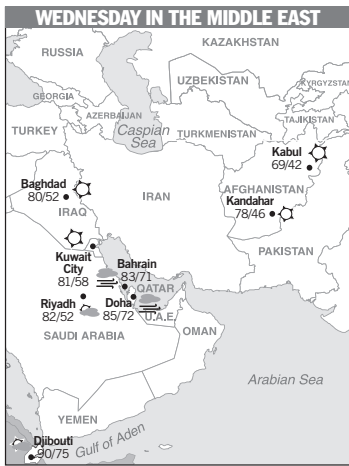 WEDNESDAY IN THE MIDDLE EAST
KAZAKHSTAN
RUSSIA
UZBEKISTAN
KYRGYZSTAN
GEORGIA
AZERBAIJAN
TAJIKISTAN
TURKEY
Caspian
Sea
TURKMENISTAN
Kabul
69/42
Baghdad
80/52
IRAQ
IRAN
AFGHANISTAN
Kandahar
78/46
PAKISTAN
Kuwait
City
81/58
Bahrain
83/71
QATAR
Riyadh
82/52
Doha
85/72
U.A.E.
SAUDI ARABIA
OMAN
Arabian Sea
YEMEN
Djibouti
90/75
Gulf of Aden